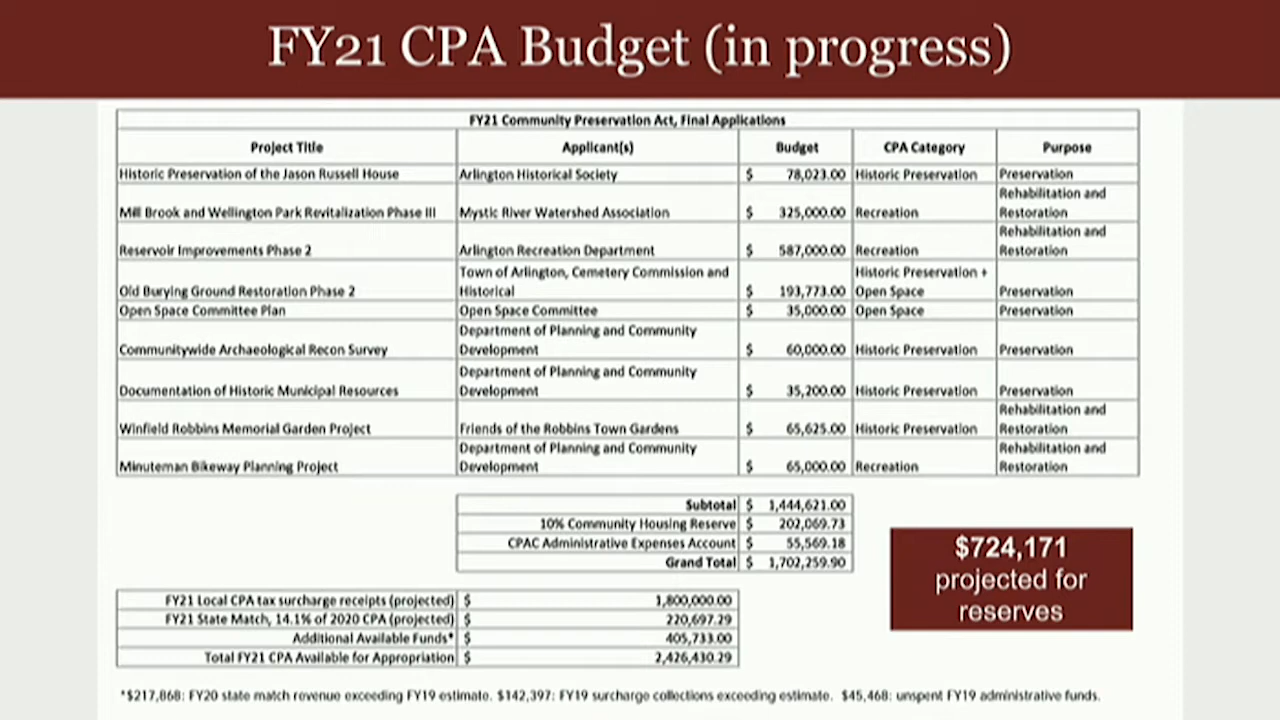 FY21 CPA Budget (in progress)
FY21 Community Preservation Act, Final Applications
Project Title Applicant(s) Budget CPA Category Purpose
Historic Preservation of the Jason Russell House Arlington Historical Society $ 78,023.00 Historic Preservation Preservation
Rehabilitation and
Mill Brook and Wellington Park Revitalization Phase III Mystic River Watershed Association $ 325,000.00 Recreation Restoration
Rehabilitation and
Reservoir Improvements Phase 2 Arlington Recreation Department $ 587,000.00 Recreation Restoration
Town of Arlington, Cemetery Commission and Historic Preservation +
Old Burying Ground Restoration Phase 2 Historical $ 193,773.00 Open Space Preservation
Open Space Committee Plan Open Space Committee $ 35,000.00 Open Space Preservation
Department of Planning and Community
Communitywide Archaeological Recon Survey Development $ 60,000.00 Historic Preservation Preservation
Department of Planning and Community
Documentation of Historic Municipal Resources Development $ 35,200.00 Historic Preservation Preservation
Rehabilitation and
Winfield Robbins Memorial Garden Project Friends of the Robbins Town Gardens $ 65,625.00 Historic Preservation Restoration
Department of Planning and Community Rehabilitation and
Minuteman Bikeway Planning Project Development $ 65,000.00 Recreation Restoration
Subtotal $ 1,444,621.00
10% Community Housing Reserve $ 202,069.73
CPAC Administrative Expenses Account $ 55,569.18
Grand Total $ 1,702,259.90
$724,171
projected for
reserves
FY21 Local CPA tax surcharge receipts (projected) $ 1,800,000.00
FY21 State Match, 14.1% of 2020 CPA (projected) $ 220,697.29
Additional Available Funds* $ 405,733.00
Total FY21 CPA Available for Appropriation $ 2,426,430.29
*$217,868: FY20 state match revenue exceeding FY19 estimate. $142,397: FY19 surcharge collections exceeding estimate. $45,468: unspent FY19 administrative funds.